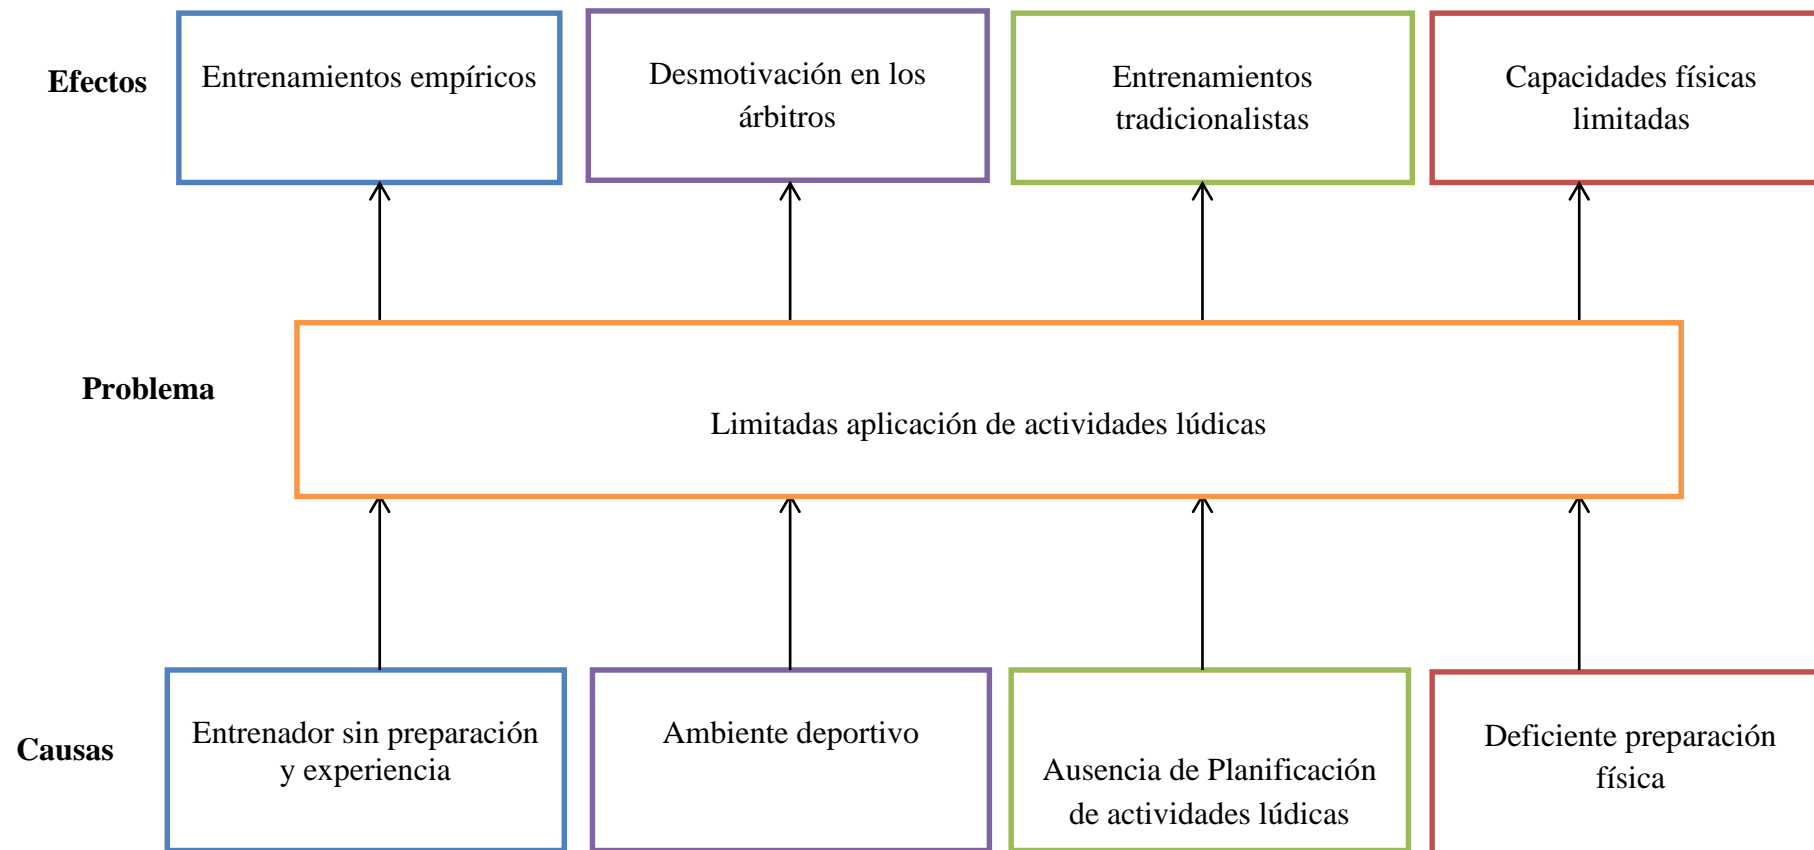 Efectos
Entrenamientos empíricos
Desmotivación en los
árbitros
Entrenamientos
tradicionalistas
Capacidades físicas
limitadas
Problema
Limitadas aplicación de actividades lúdicas
Causas
Entrenador sin preparación
y experiencia
Ambiente deportivo
Ausencia de Planificación
de actividades lúdicas
Deficiente preparación
física